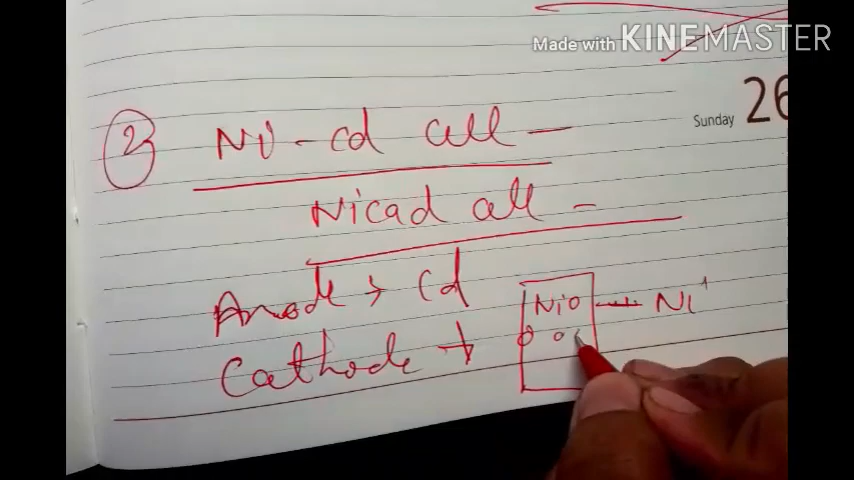 Made with KINEMASTER
Sunday 26
2 Ni-cd cell —
Nicad cell -
Anode → cd
Cathode → NiO — Ni